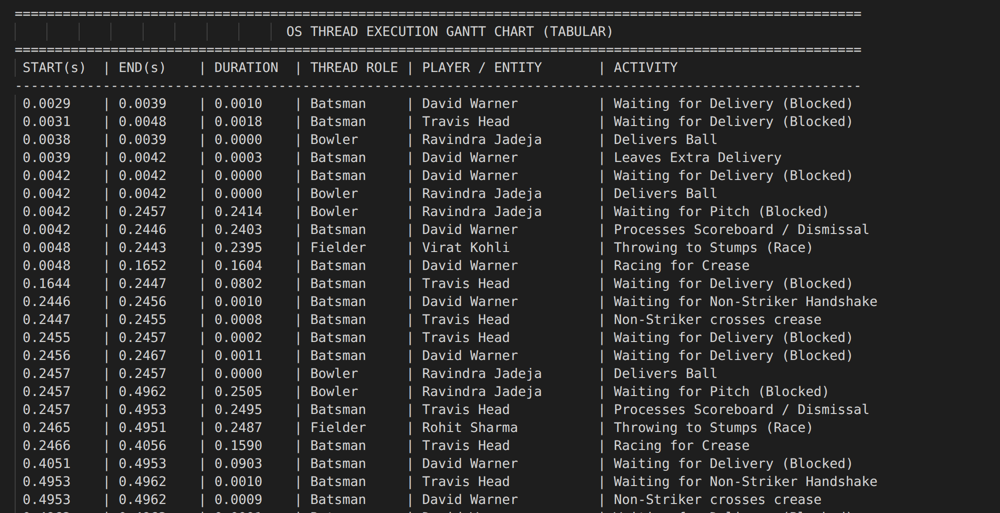 ==========================================================================================================
OS THREAD EXECUTION GANTT CHART (TABULAR)
==========================================================================================================
START(s)  | END(s)    | DURATION  | THREAD ROLE | PLAYER / ENTITY       | ACTIVITY
----------------------------------------------------------------------------------------------------------
0.0029    | 0.0039    | 0.0010    | Batsman     | David Warner          | Waiting for Delivery (Blocked)
0.0031    | 0.0048    | 0.0018    | Batsman     | Travis Head           | Waiting for Delivery (Blocked)
0.0038    | 0.0039    | 0.0000    | Bowler      | Ravindra Jadeja       | Delivers Ball
0.0039    | 0.0042    | 0.0003    | Batsman     | David Warner          | Leaves Extra Delivery
0.0042    | 0.0042    | 0.0000    | Batsman     | David Warner          | Waiting for Delivery (Blocked)
0.0042    | 0.0042    | 0.0000    | Bowler      | Ravindra Jadeja       | Delivers Ball
0.0042    | 0.2457    | 0.2414    | Bowler      | Ravindra Jadeja       | Waiting for Pitch (Blocked)
0.0042    | 0.2446    | 0.2403    | Batsman     | David Warner          | Processes Scoreboard / Dismissal
0.0048    | 0.2443    | 0.2395    | Fielder     | Virat Kohli           | Throwing to Stumps (Race)
0.0048    | 0.1652    | 0.1604    | Batsman     | David Warner          | Racing for Crease
0.1644    | 0.2447    | 0.0802    | Batsman     | Travis Head           | Waiting for Delivery (Blocked)
0.2446    | 0.2456    | 0.0010    | Batsman     | David Warner          | Waiting for Non-Striker Handshake
0.2447    | 0.2455    | 0.0008    | Batsman     | Travis Head           | Non-Striker crosses crease
0.2455    | 0.2457    | 0.0002    | Batsman     | Travis Head           | Waiting for Delivery (Blocked)
0.2456    | 0.2467    | 0.0011    | Batsman     | David Warner          | Waiting for Delivery (Blocked)
0.2457    | 0.2457    | 0.0000    | Bowler      | Ravindra Jadeja       | Delivers Ball
0.2457    | 0.4962    | 0.2505    | Bowler      | Ravindra Jadeja       | Waiting for Pitch (Blocked)
0.2457    | 0.4953    | 0.2495    | Batsman     | Travis Head           | Processes Scoreboard / Dismissal
0.2465    | 0.4951    | 0.2487    | Fielder     | Rohit Sharma          | Throwing to Stumps (Race)
0.2466    | 0.4056    | 0.1590    | Batsman     | Travis Head           | Racing for Crease
0.4051    | 0.4953    | 0.0903    | Batsman     | David Warner          | Waiting for Delivery (Blocked)
0.4953    | 0.4962    | 0.0010    | Batsman     | Travis Head           | Waiting for Non-Striker Handshake
0.4953    | 0.4962    | 0.0009    | Batsman     | David Warner          | Non-Striker crosses crease